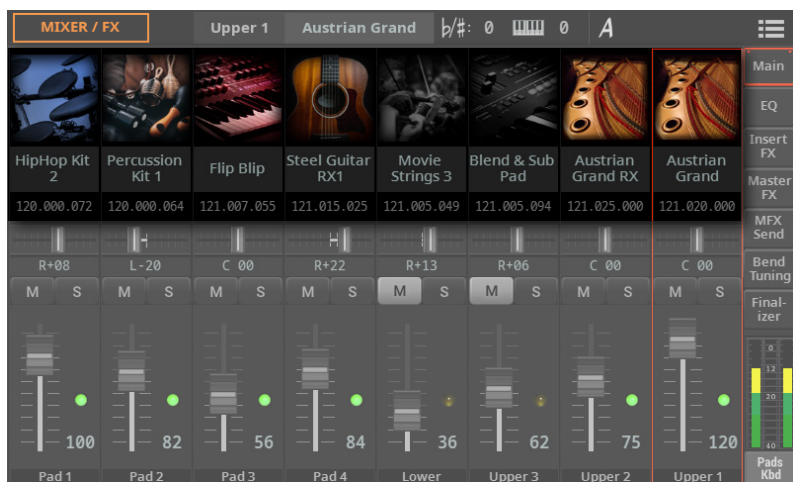 MIXER / FX Upper 1 Austrian Grand ♭/#: 0 0 A
Main
EQ
Insert
FX
Master
FX
MFX
Send
Bend
Tuning
Final-
izer
HipHop Kit Percussion Flip Blip Steel Guitar Movie Blend & Sub Austrian Austrian
2 Kit 1 RX1 Strings 3 Pad Grand RX Grand
120.000.072 120.000.064 121.007.055 121.015.025 121.005.049 121.005.094 121.025.000 121.020.000
R+08 L-20 C 00 R+22 R+13 R+06 C 00 C 00
M S M S M S M S M S M S M S M S
0
12
20
40
100 82 56 84 36 62 75 120
Pad 1 Pad 2 Pad 3 Pad 4 Lower Upper 3 Upper 2 Upper 1
Pads
Kbd